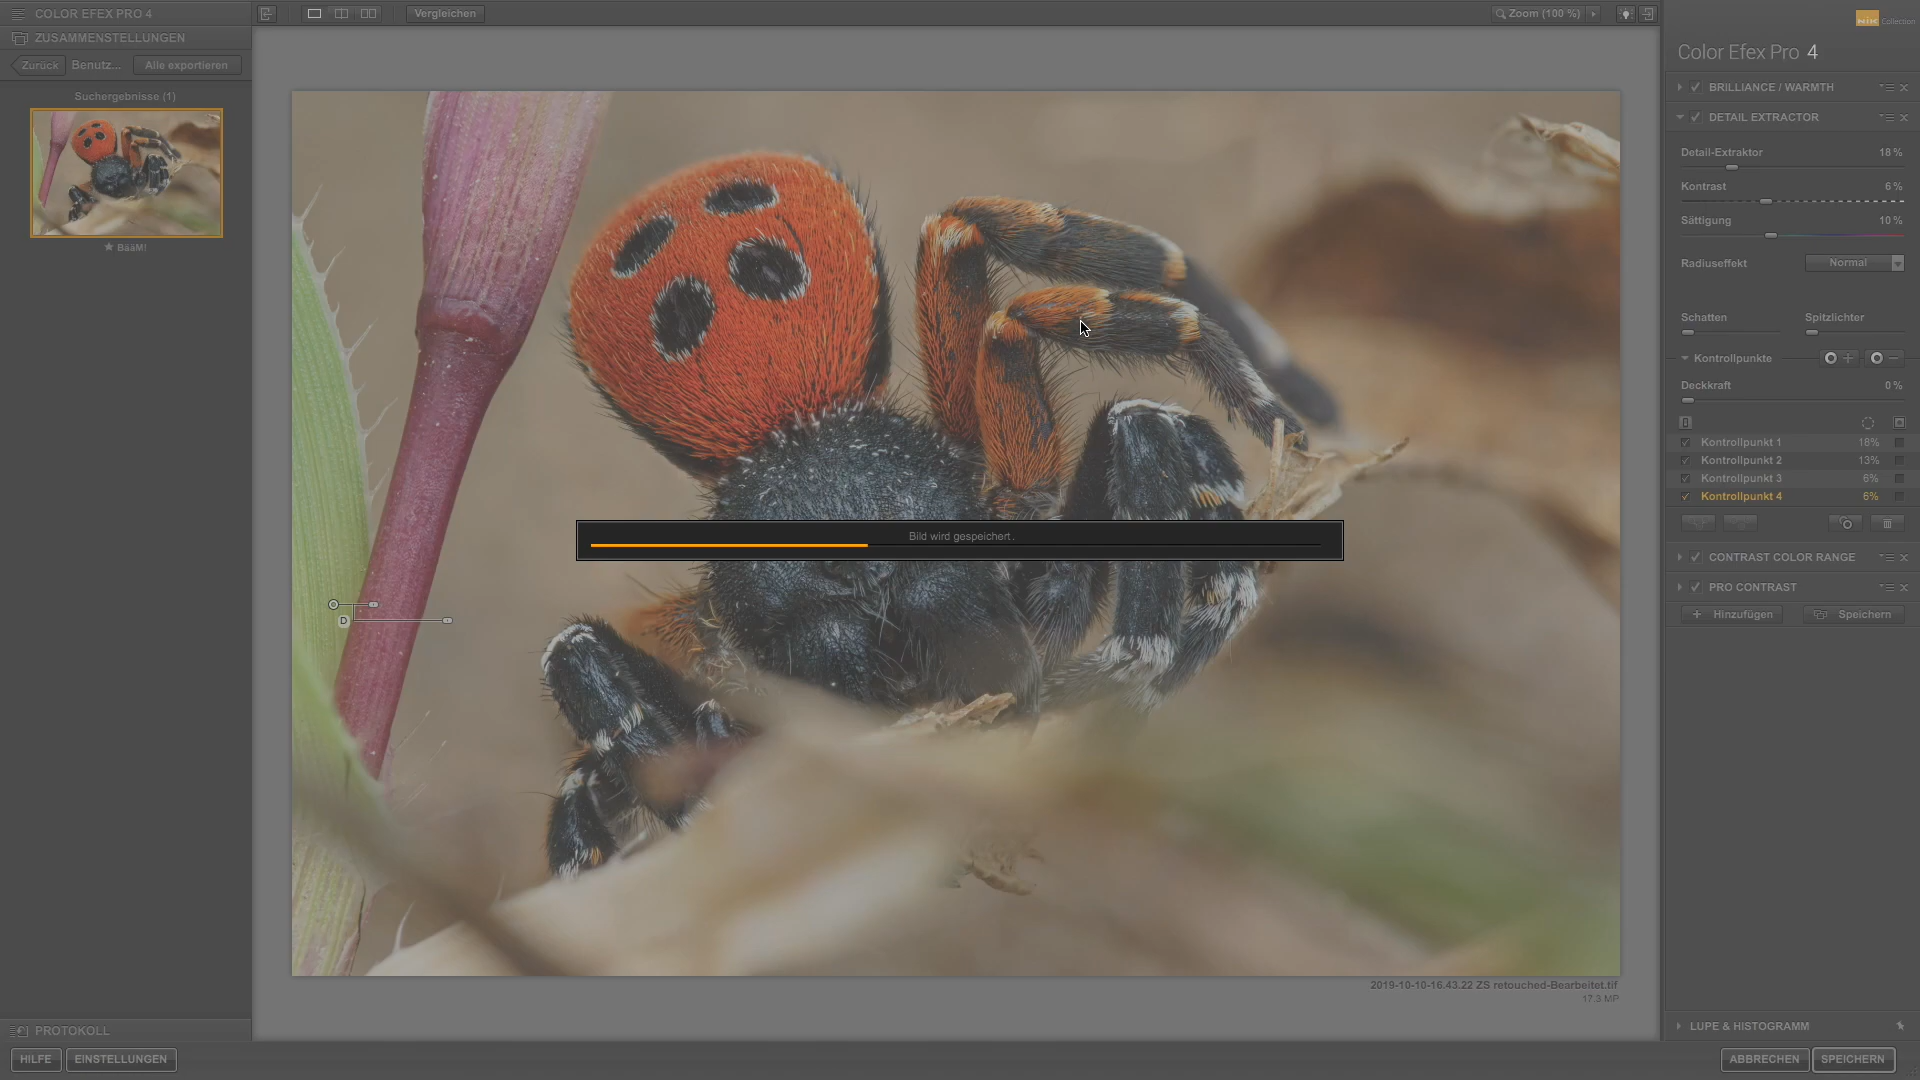 COLOR EFEX PRO 4
Vergleichen
Zoom (100 %)
ZUSAMMENSTELLUNGEN
Zurück
Benutz...
Alle exportieren
Suchergebnisse (1)
BääM!
PROTOKOLL
HILFE
EINSTELLUNGEN
D
Bild wird gespeichert.
2019-10-10-16.43.22 ZS retouched-Bearbeitet.tif
17.3 MP
Nik Collection
Color Efex Pro 4
BRILLIANCE / WARMTH
DETAIL EXTRACTOR
Detail-Extraktor 18 %
Kontrast 6 %
Sättigung 10 %
Radiuseffekt Normal
Schatten Spitzlichter
Kontrollpunkte
Deckkraft 0 %
Kontrollpunkt 1 18%
Kontrollpunkt 2 13%
Kontrollpunkt 3 6%
Kontrollpunkt 4 6%
CONTRAST COLOR RANGE
PRO CONTRAST
Hinzufügen Speichern
LUPE & HISTOGRAMM
ABBRECHEN SPEICHERN